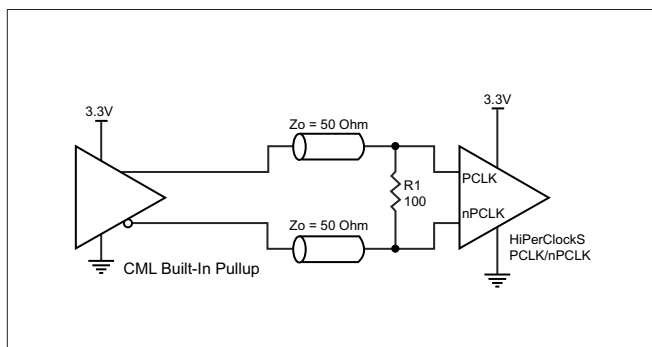 3.3V
3.3V
Zo = 50 Ohm
PCLK
R1
100
nPCLK
Zo = 50 Ohm
HiPerClockS
PCLK/nPCLK
CML Built-In Pullup